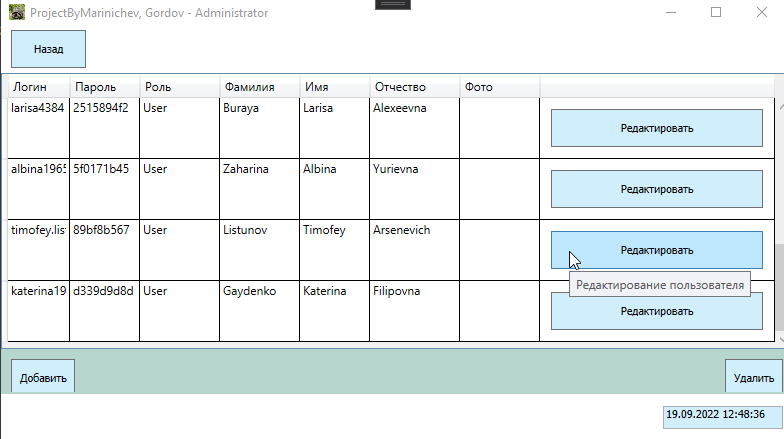 ProjectByMarinichev, Gordov - Administrator
Назад
Логин Пароль Роль Фамилия Имя Отчество Фото
larisa4384 2515894f2 User Buraya Larisa Alexeevna Редактировать
albina1965 5f0171b45 User Zaharina Albina Yurievna Редактировать
timofey.lis 89bf8b567 User Listunov Timofey Arsenevich Редактировать
Редактирование пользователя
katerina19 d339d9d8d User Gaydenko Katerina Filipovna Редактировать
Добавить Удалить
19.09.2022 12:48:36